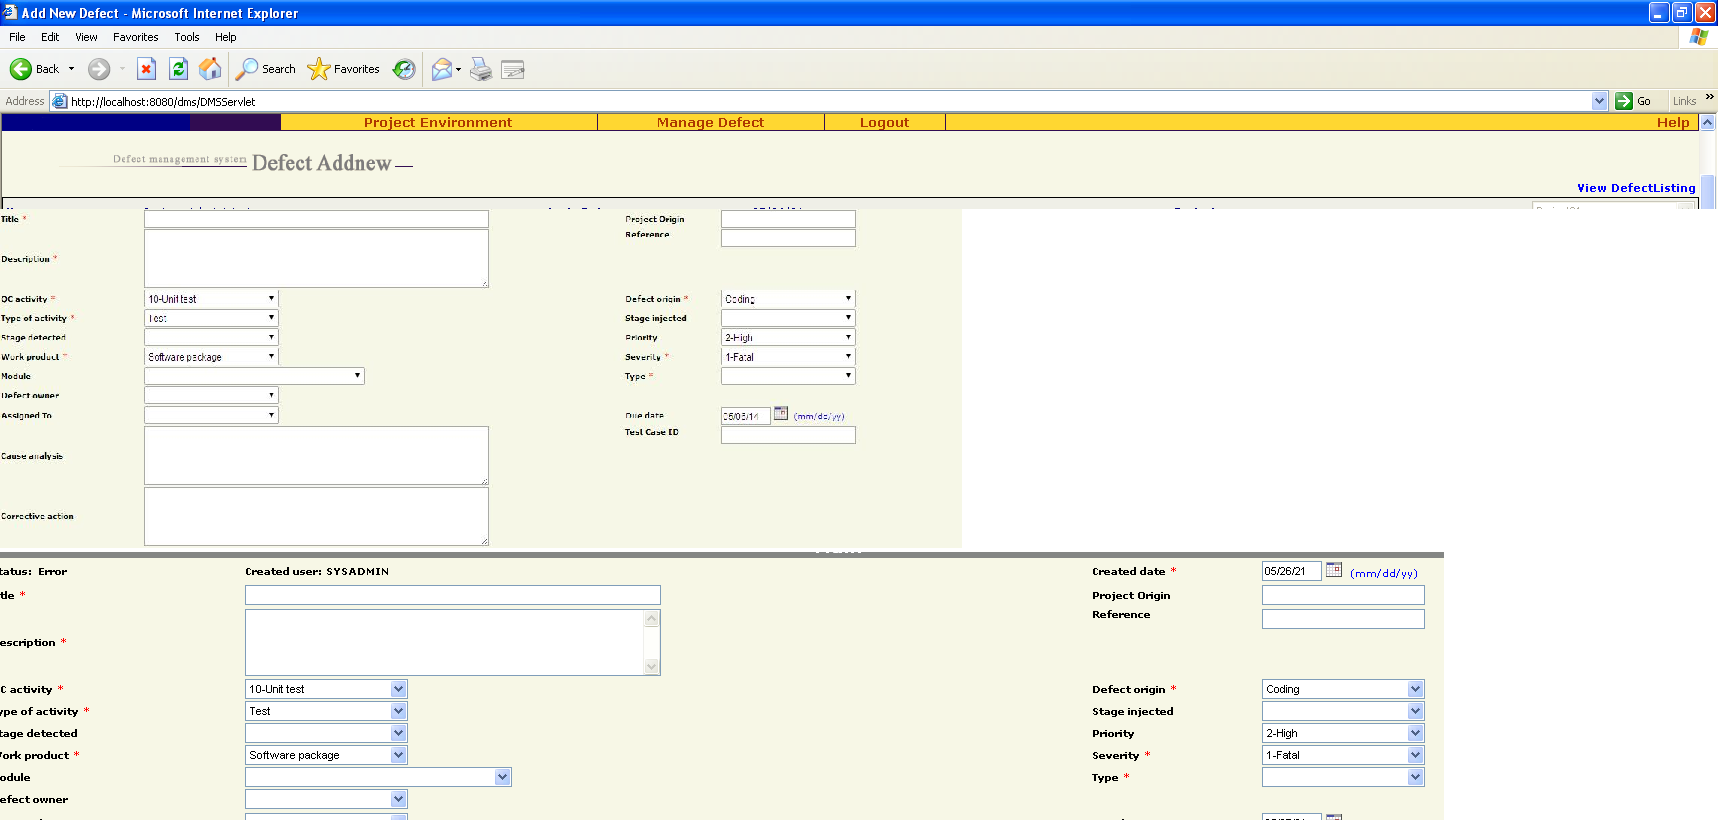 Add New Defect - Microsoft Internet Explorer
File Edit View Favorites Tools Help
Back Search Favorites
Address http://localhost:8080/dms/DMSServlet Go Links »
Project Environment Manage Defect Logout Help
Defect management system Defect Addnew
View DefectListing
Title * Project Origin
Reference
Description *
QC activity * 10-Unit test Defect origin * Coding
Type of activity * Test Stage injected
Stage detected Priority 2-High
Work product * Software package Severity * 1-Fatal
Module Type *
Defect owner
Assigned To Due date 05/06/14 (mm/dd/yy)
Test Case ID
Cause analysis
Corrective action
tatus: Error Created user: SYSADMIN Created date * 05/26/21 (mm/dd/yy)
tle * Project Origin
Reference
escription *
C activity * 10-Unit test Defect origin * Coding
ype of activity * Test Stage injected
tage detected Priority 2-High
ork product * Software package Severity * 1-Fatal
odule Type *
efect owner